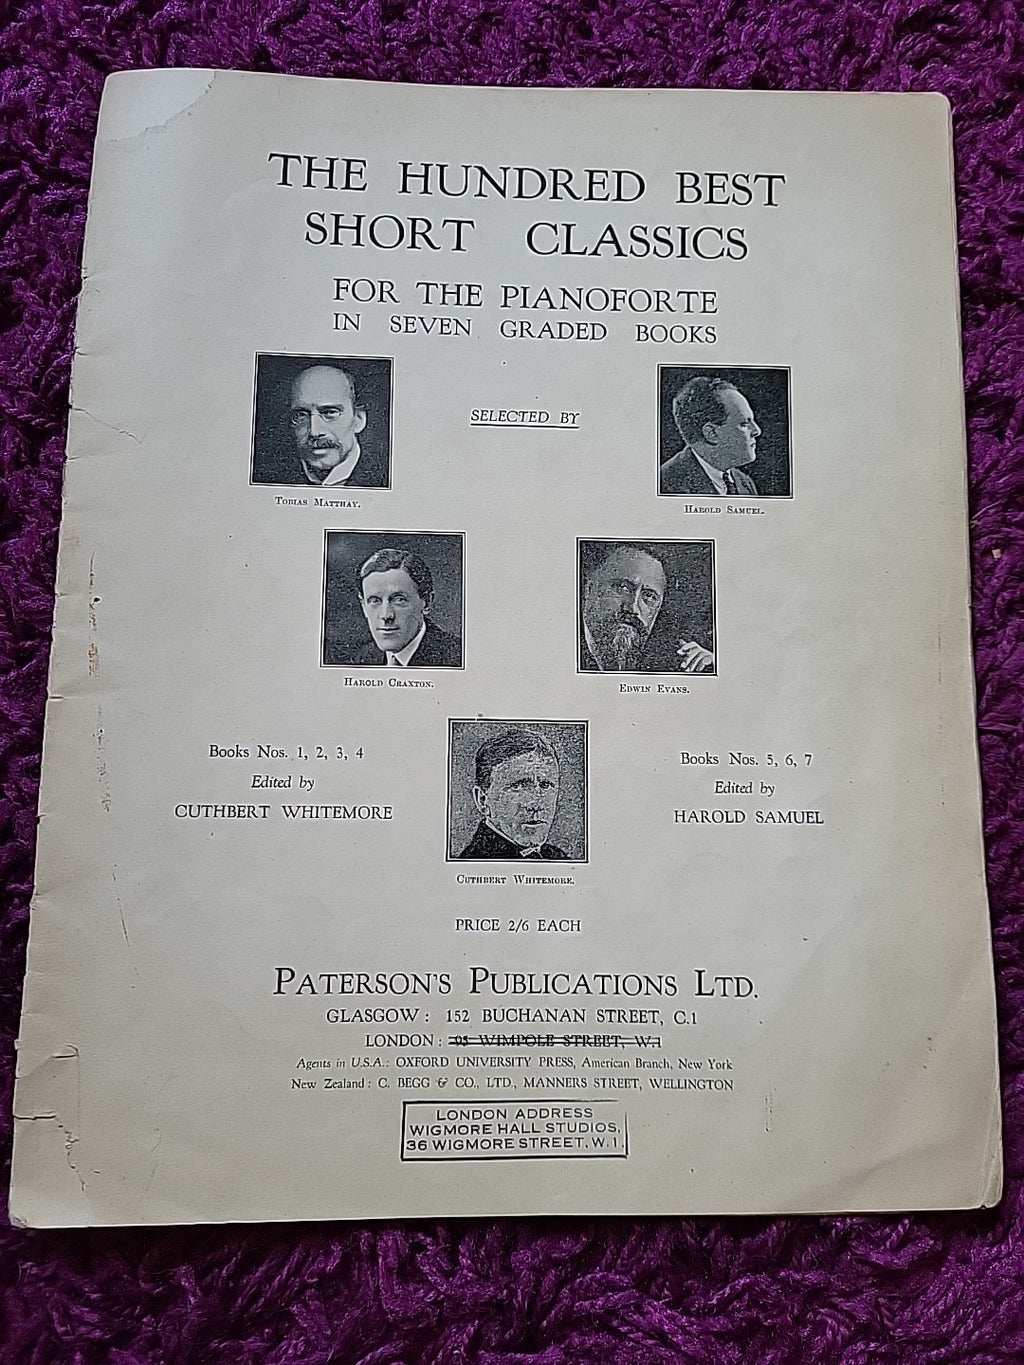 THE HUNDRED BEST
SHORT CLASSICS
FOR THE PIANOFORTE
IN SEVEN GRADED BOOKS
SELECTED BY
TOBIAS MATTHAY.
HAROLD SAMUEL.
HAROLD CRAXTON.
EDWIN EVANS.
Books Nos. 1, 2, 3, 4
Edited by
CUTHBERT WHITEMORE
Books Nos. 5, 6, 7
Edited by
HAROLD SAMUEL
CUTHBERT WHITEMORE.
PRICE 2/6 EACH
PATERSON'S PUBLICATIONS LTD.
GLASGOW: 152 BUCHANAN STREET, C.1
LONDON: 95 WIMPOLE STREET, W.1
Agents in U.S.A.: OXFORD UNIVERSITY PRESS, American Branch, New York
New Zealand: C. BEGG & CO., LTD., MANNERS STREET, WELLINGTON
LONDON ADDRESS
WIGMORE HALL STUDIOS,
36 WIGMORE STREET, W.1.